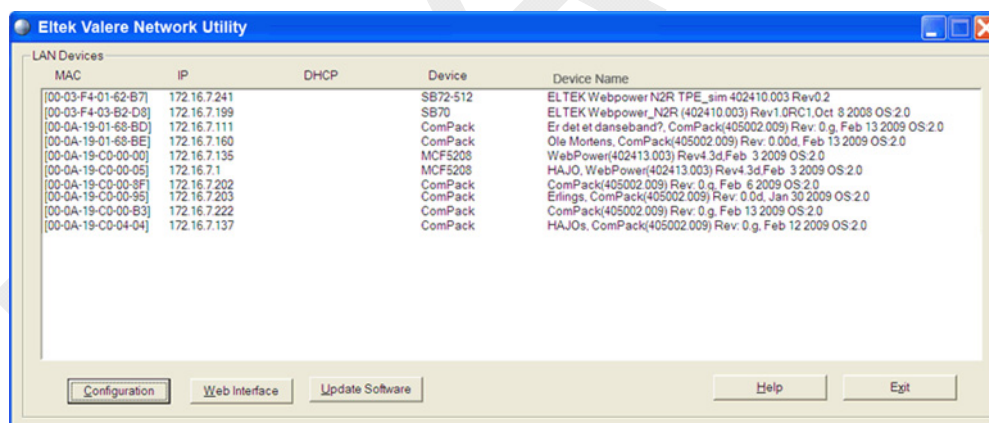 Eltek Valere Network Utility
LAN Devices
MAC IP DHCP Device Device Name
[00-03-F4-01-62-B7] 172.16.7.241 SB72-512 ELTEK Webpower N2R TPE_sim 402410.003 Rev0.2
[00-03-F4-03-B2-D8] 172.16.7.199 SB70 ELTEK Webpower_N2R (402410.003) Rev1.0RC1,Oct 8 2008 OS:2.0
[00-0A-19-01-68-BD] 172.16.7.111 ComPack Er det et danseband?, ComPack(405002.009) Rev: 0.g, Feb 13 2009 OS:2.0
[00-0A-19-01-68-BE] 172.16.7.160 ComPack Ole Mortens, ComPack(405002.009) Rev: 0.00d, Feb 13 2009 OS:2.0
[00-0A-19-C0-00-00] 172.16.7.135 MCF5208 WebPower(402413.003) Rev4.3d,Feb 3 2009 OS:2.0
[00-0A-19-C0-00-05] 172.16.7.1 MCF5208 HAJO, WebPower(402413.003) Rev4.3d,Feb 3 2009 OS:2.0
[00-0A-19-C0-00-8F] 172.16.7.202 ComPack ComPack(405002.009) Rev: 0.g, Feb 6 2009 OS:2.0
[00-0A-19-C0-00-95] 172.16.7.203 ComPack Erlings, ComPack(405002.009) Rev: 0.0d, Jan 30 2009 OS:2.0
[00-0A-19-C0-00-B3] 172.16.7.222 ComPack ComPack(405002.009) Rev: 0.g, Feb 13 2009 OS:2.0
[00-0A-19-C0-04-04] 172.16.7.137 ComPack HAJOs, ComPack(405002.009) Rev: 0.g, Feb 12 2009 OS:2.0
Configuration Web Interface Update Software Help Exit